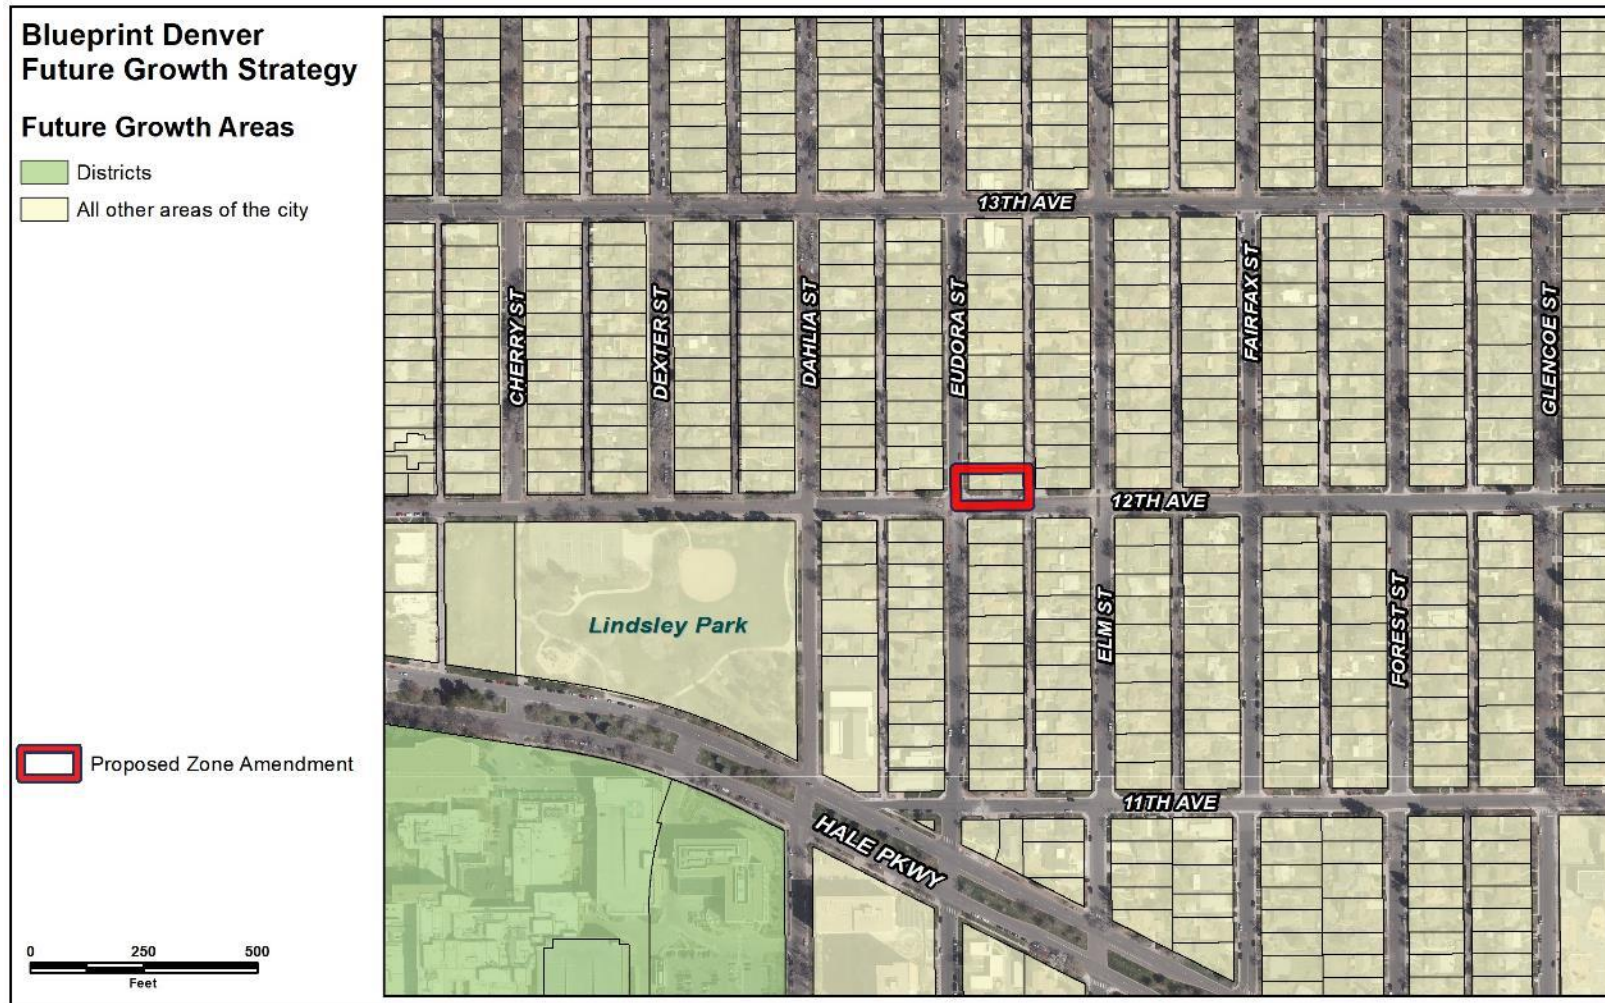 Blueprint Denver
Future Growth Strategy
Future Growth Areas
Districts
All other areas of the city
Proposed Zone Amendment
0 250 500
Feet
13TH AVE
CHERRY ST
DEXTER ST
DAHLIA ST
EUDORA ST
FAIRFAX ST
GLENCOE ST
12TH AVE
Lindsley Park
ELM ST
FOREST ST
11TH AVE
HALE PKWY